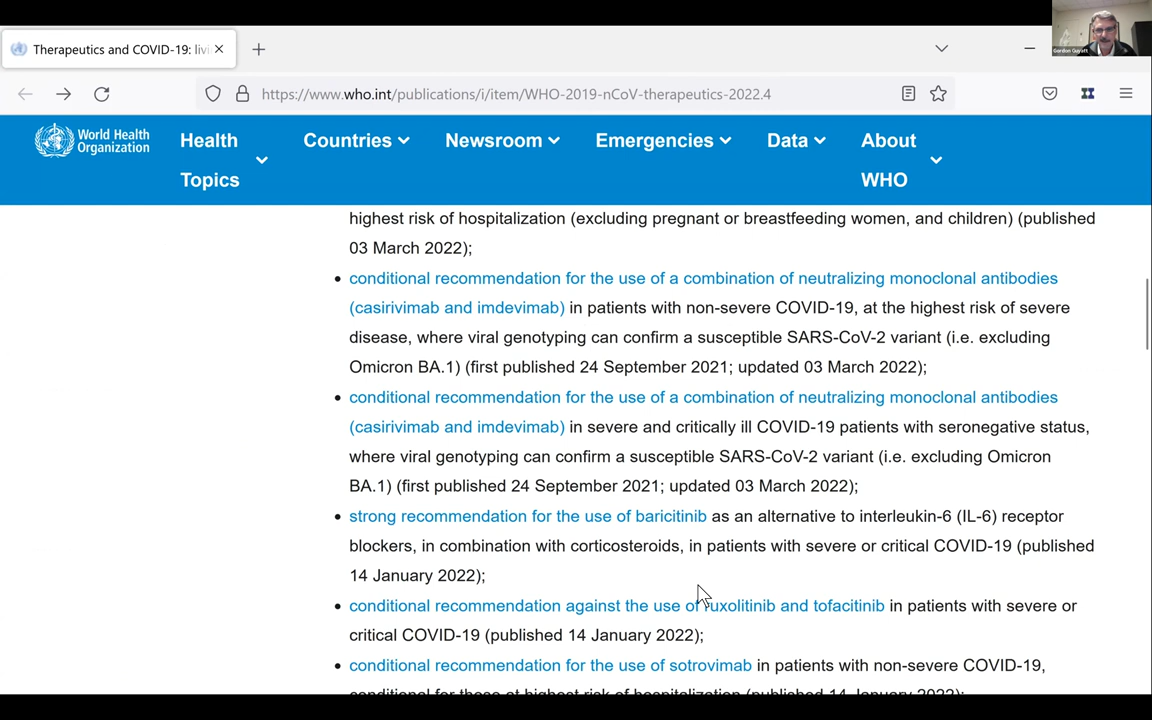 Therapeutics and COVID-19: livi
Gordon Guyatt
https://www.who.int/publications/i/item/WHO-2019-nCoV-therapeutics-2022.4
World Health
Organization
Health
Topics
Countries
Newsroom
Emergencies
Data
About
WHO
highest risk of hospitalization (excluding pregnant or breastfeeding women, and children) (published
03 March 2022);
• conditional recommendation for the use of a combination of neutralizing monoclonal antibodies
(casirivimab and imdevimab) in patients with non-severe COVID-19, at the highest risk of severe
disease, where viral genotyping can confirm a susceptible SARS-CoV-2 variant (i.e. excluding
Omicron BA.1) (first published 24 September 2021; updated 03 March 2022);
• conditional recommendation for the use of a combination of neutralizing monoclonal antibodies
(casirivimab and imdevimab) in severe and critically ill COVID-19 patients with seronegative status,
where viral genotyping can confirm a susceptible SARS-CoV-2 variant (i.e. excluding Omicron
BA.1) (first published 24 September 2021; updated 03 March 2022);
• strong recommendation for the use of baricitinib as an alternative to interleukin-6 (IL-6) receptor
blockers, in combination with corticosteroids, in patients with severe or critical COVID-19 (published
14 January 2022);
• conditional recommendation against the use of ruxolitinib and tofacitinib in patients with severe or
critical COVID-19 (published 14 January 2022);
• conditional recommendation for the use of sotrovimab in patients with non-severe COVID-19,
conditional for those at highest risk of hospitalization (published 14 January 2022);